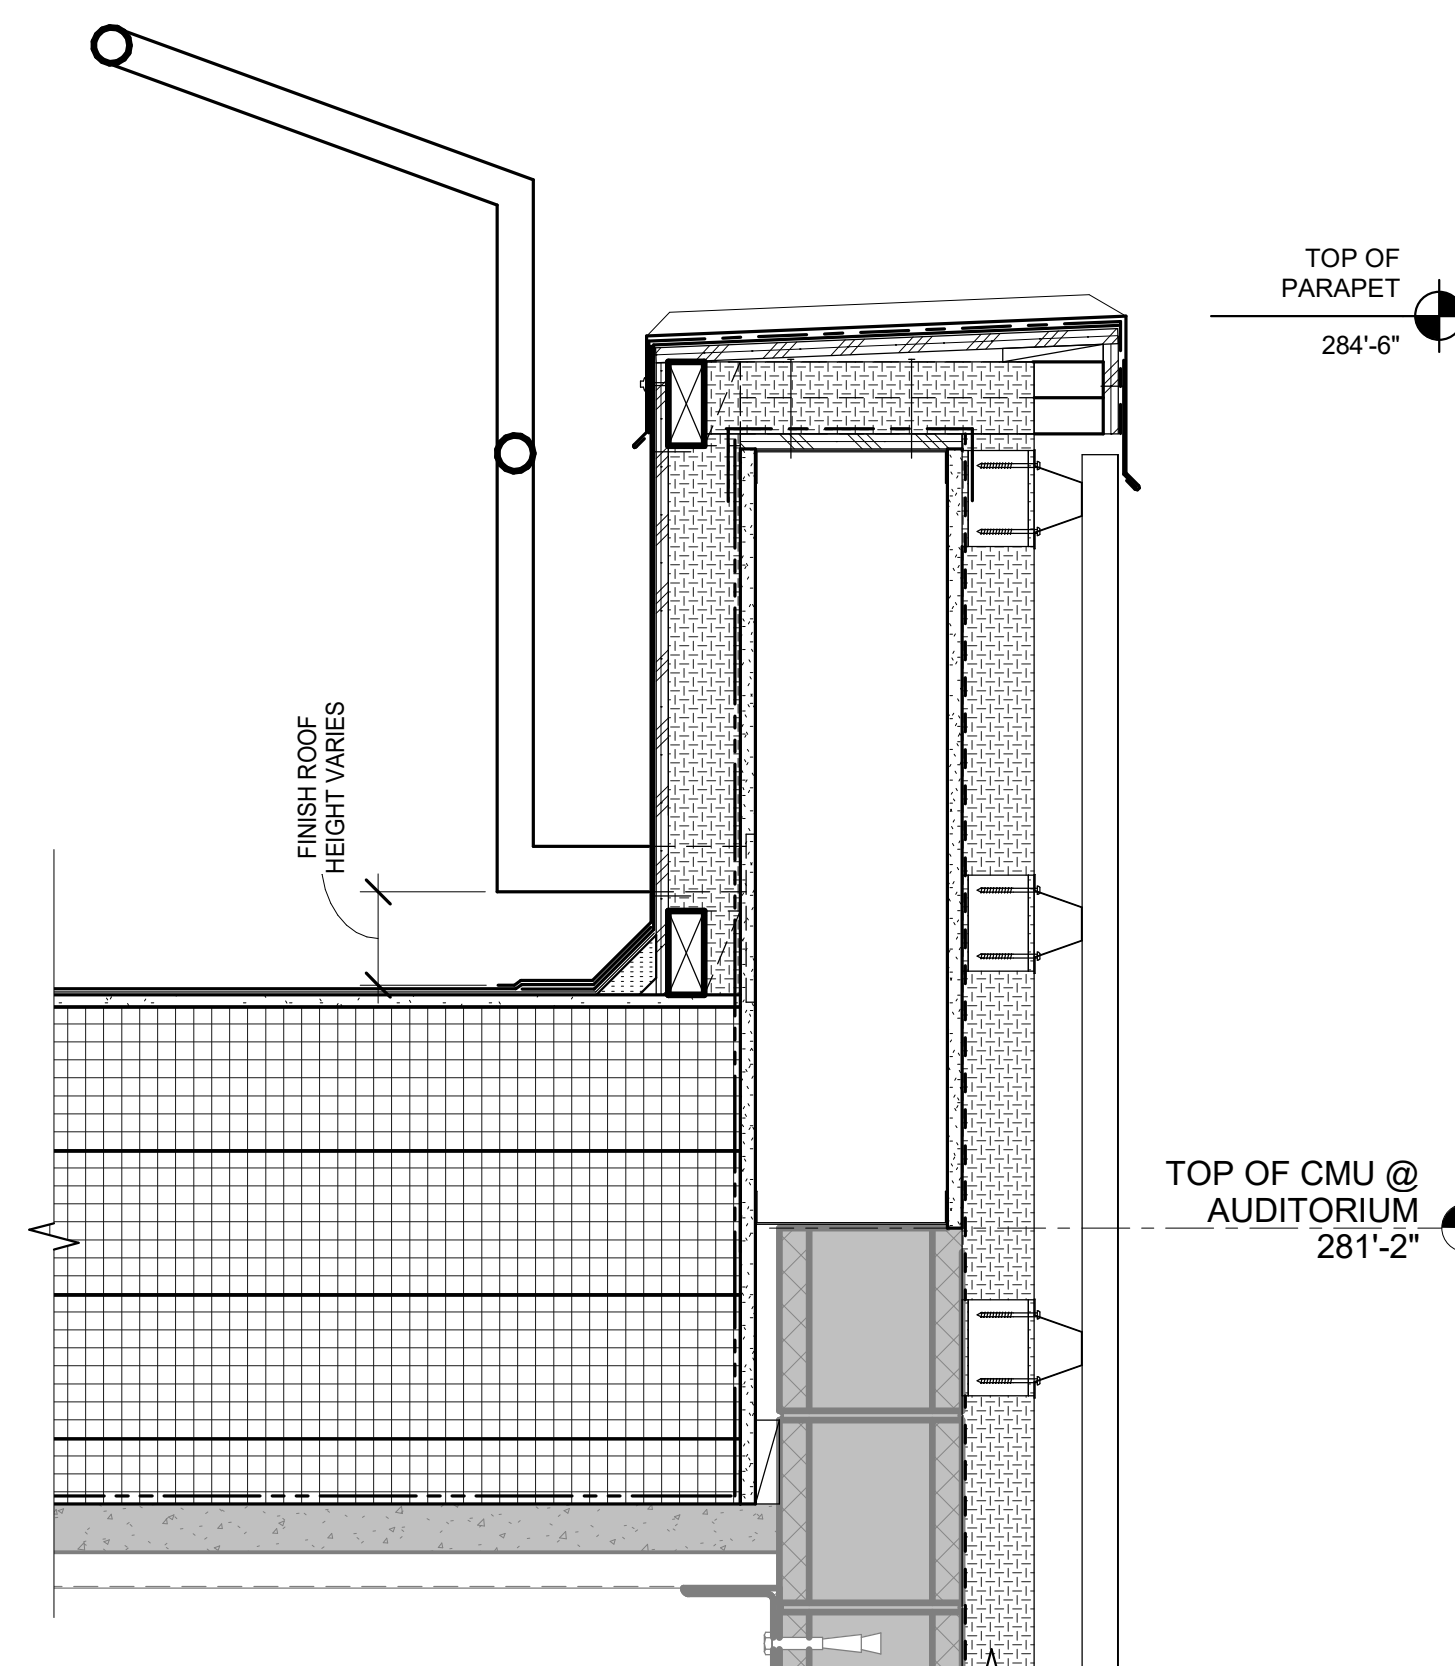 TOP OF
PARAPET
284'-6"
FINISH ROOF
HEIGHT VARIES
TOP OF CMU @
AUDITORIUM
281'-2"